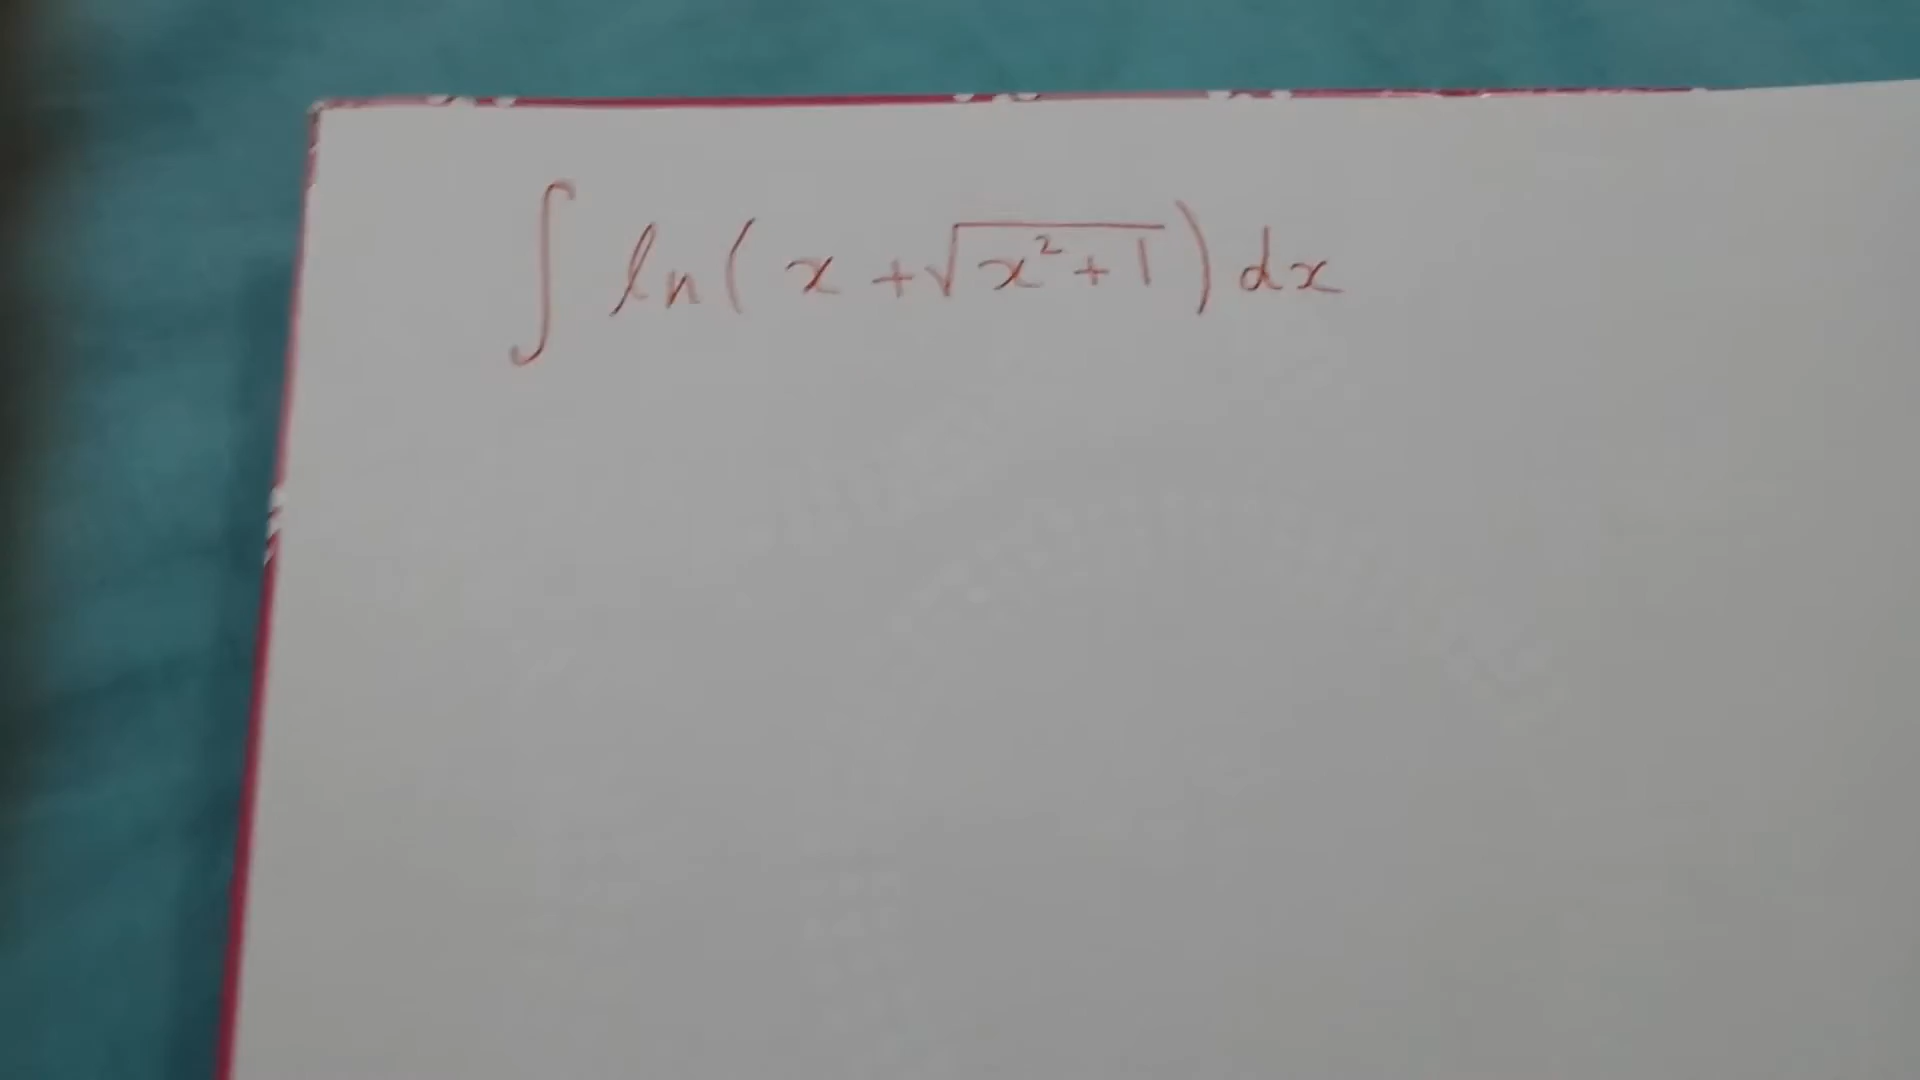 ∫ ln( x + √(x² + 1) ) dx